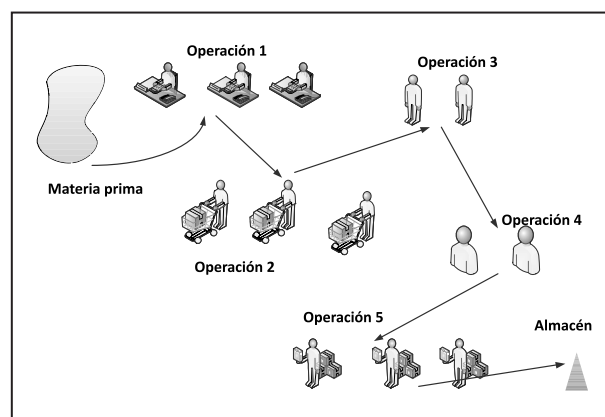 Operación 1
Operación 3
Materia prima
Operación 4
Operación 2
Operación 5
Almacén